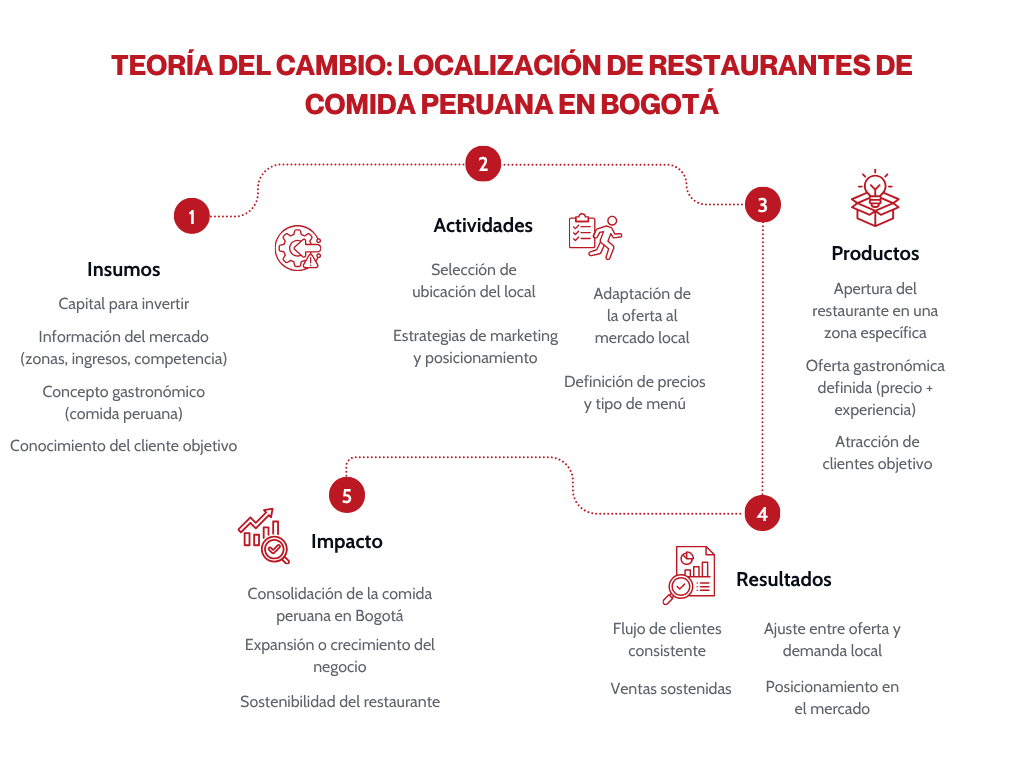 TEORÍA DEL CAMBIO: LOCALIZACIÓN DE RESTAURANTES DE
COMIDA PERUANA EN BOGOTÁ
1
Insumos
Capital para invertir
Información del mercado
(zonas, ingresos, competencia)
Concepto gastronómico
(comida peruana)
Conocimiento del cliente objetivo
2
Actividades
Selección de
ubicación del local
Estrategias de marketing
y posicionamiento
Adaptación de
la oferta al
mercado local
Definición de precios
y tipo de menú
3
Productos
Apertura del
restaurante en una
zona específica
Oferta gastronómica
definida (precio +
experiencia)
Atracción de
clientes objetivo
4
Resultados
Flujo de clientes
consistente
Ventas sostenidas
Ajuste entre oferta y
demanda local
Posicionamiento en
el mercado
5
Impacto
Consolidación de la comida
peruana en Bogotá
Expansión o crecimiento del
negocio
Sostenibilidad del restaurante